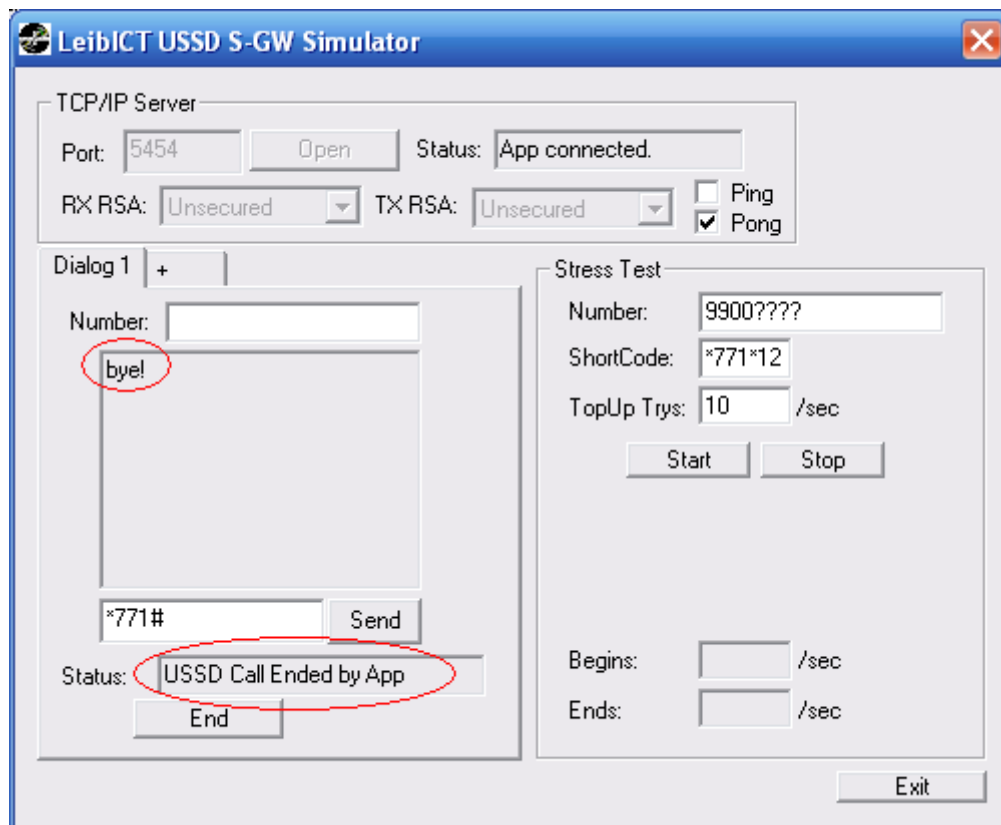 LeibICT USSD S-GW Simulator
TCP/IP Server
Port: 5454 Open Status: App connected.
RX RSA: Unsecured TX RSA: Unsecured
Ping
Pong
Dialog 1 +
Number:
bye!
*771# Send
Status: USSD Call Ended by App
End
Stress Test
Number: 9900????
ShortCode: *771*12
TopUp Trys: 10 /sec
Start Stop
Begins: /sec
Ends: /sec
Exit